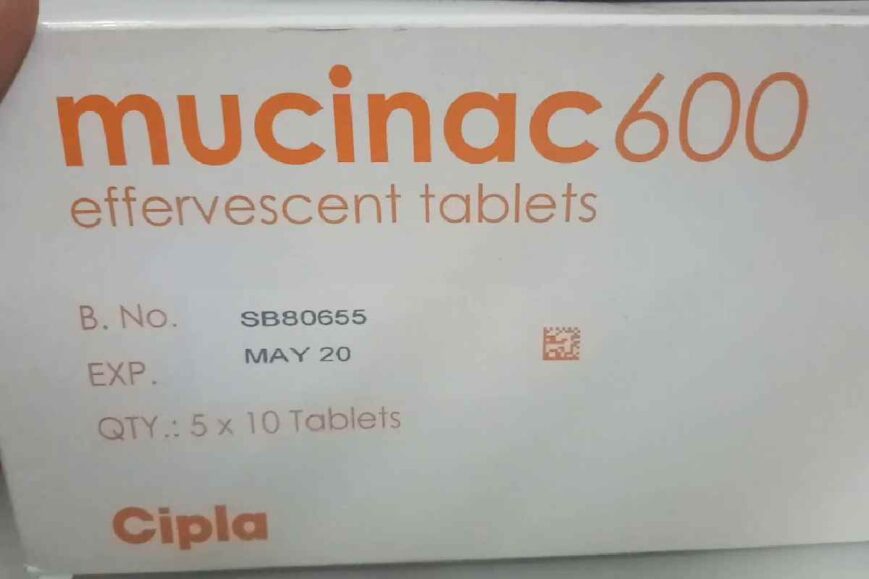 mucinac600
effervescent tablets
B. No. SB80655
EXP. MAY 20
QTY.: 5 x 10 Tablets
Cipla